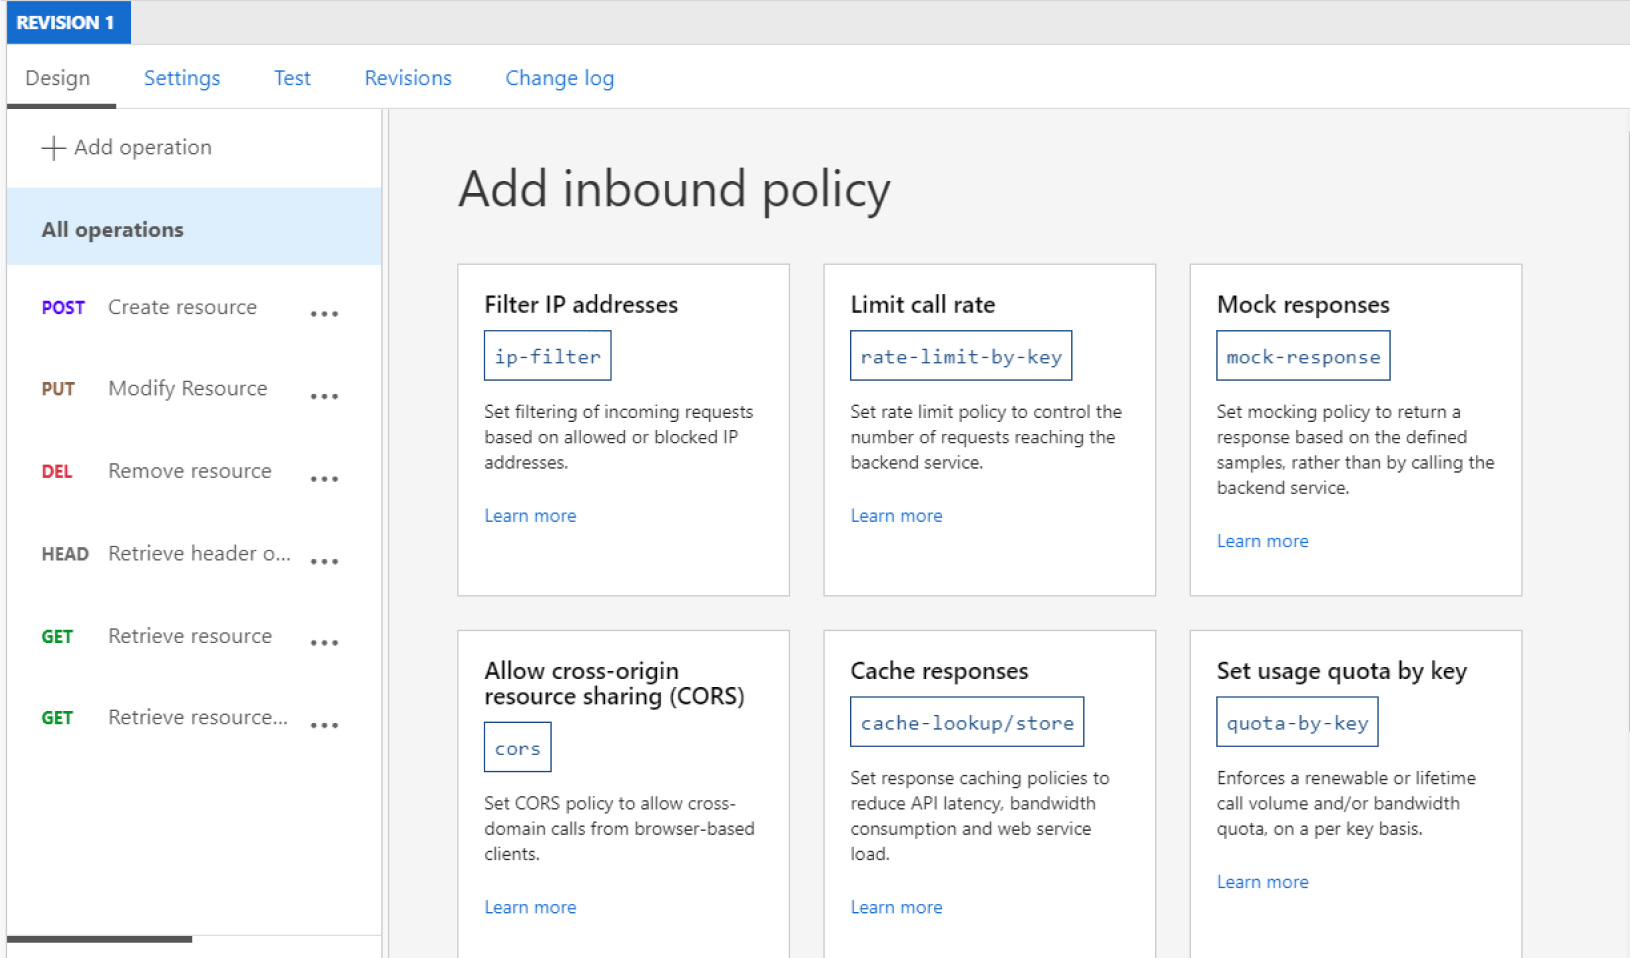 REVISION 1
Design Settings Test Revisions Change log
Add operation
All operations
POST Create resource ...
PUT Modify Resource ...
DEL Remove resource ...
HEAD Retrieve header o... ...
GET Retrieve resource ...
GET Retrieve resource... ...
Add inbound policy
Filter IP addresses
ip-filter
Set filtering of incoming requests
based on allowed or blocked IP
addresses.
Learn more
Limit call rate
rate-limit-by-key
Set rate limit policy to control the
number of requests reaching the
backend service.
Learn more
Mock responses
mock-response
Set mocking policy to return a
response based on the defined
samples, rather than by calling the
backend service.
Learn more
Allow cross-origin
resource sharing (CORS)
cors
Set CORS policy to allow cross-
domain calls from browser-based
clients.
Learn more
Cache responses
cache-lookup/store
Set response caching policies to
reduce API latency, bandwidth
consumption and web service
load.
Learn more
Set usage quota by key
quota-by-key
Enforces a renewable or lifetime
call volume and/or bandwidth
quota, on a per key basis.
Learn more